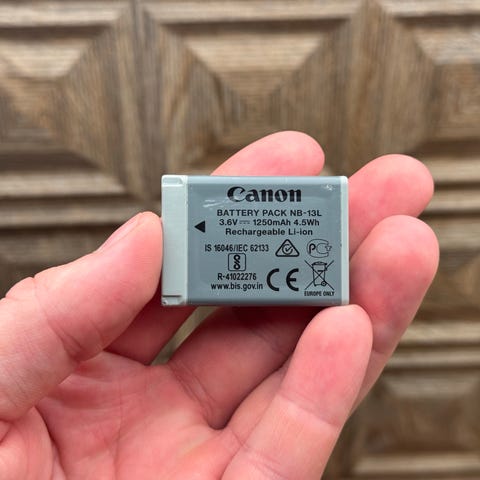 Canon
BATTERY PACK NB-13L
3.6V⎓ 1250mAh 4.5Wh
Rechargeable Li-ion
IS 16046/IEC 62133
R-41022276
www.bis.gov.in
CE
EUROPE ONLY